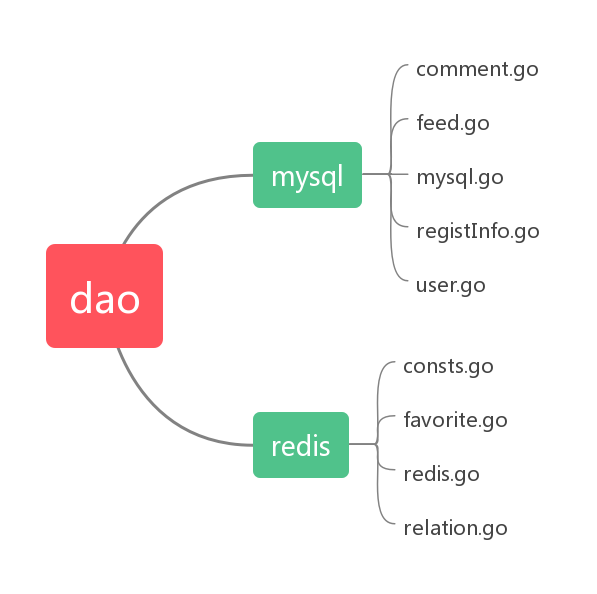 dao
mysql
comment.go
feed.go
mysql.go
registInfo.go
user.go
redis
consts.go
favorite.go
redis.go
relation.go